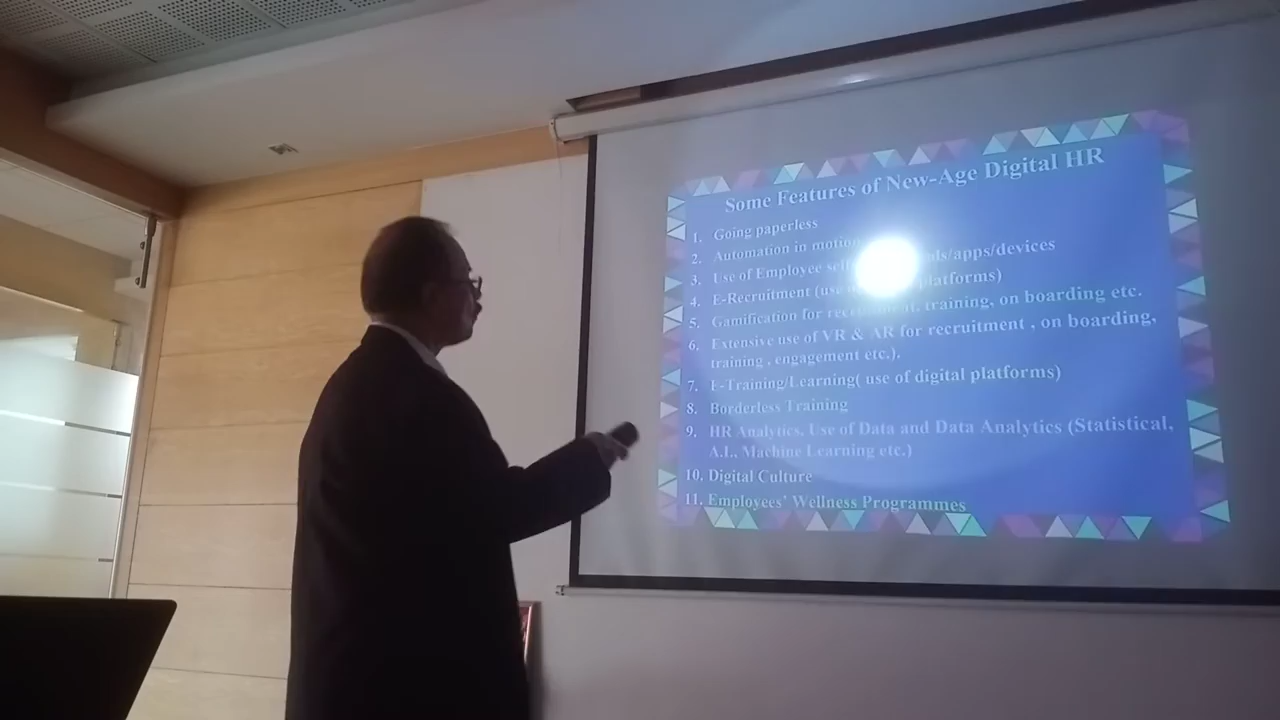 Some Features of New-Age Digital HR
1. Going paperless
2. Automation in motion
3. Use of Employee self /apps/devices
4. E-Recruitment (use platforms)
5. Gamification for recruitment, training, on boarding etc.
6. Extensive use of VR & AR for recruitment , on boarding,
training , engagement etc.).
7. E-Training/Learning( use of digital platforms)
8. Borderless Training
9. HR Analytics, Use of Data and Data Analytics (Statistical,
A.I., Machine Learning etc.)
10. Digital Culture
11. Employees' Wellness Programmes